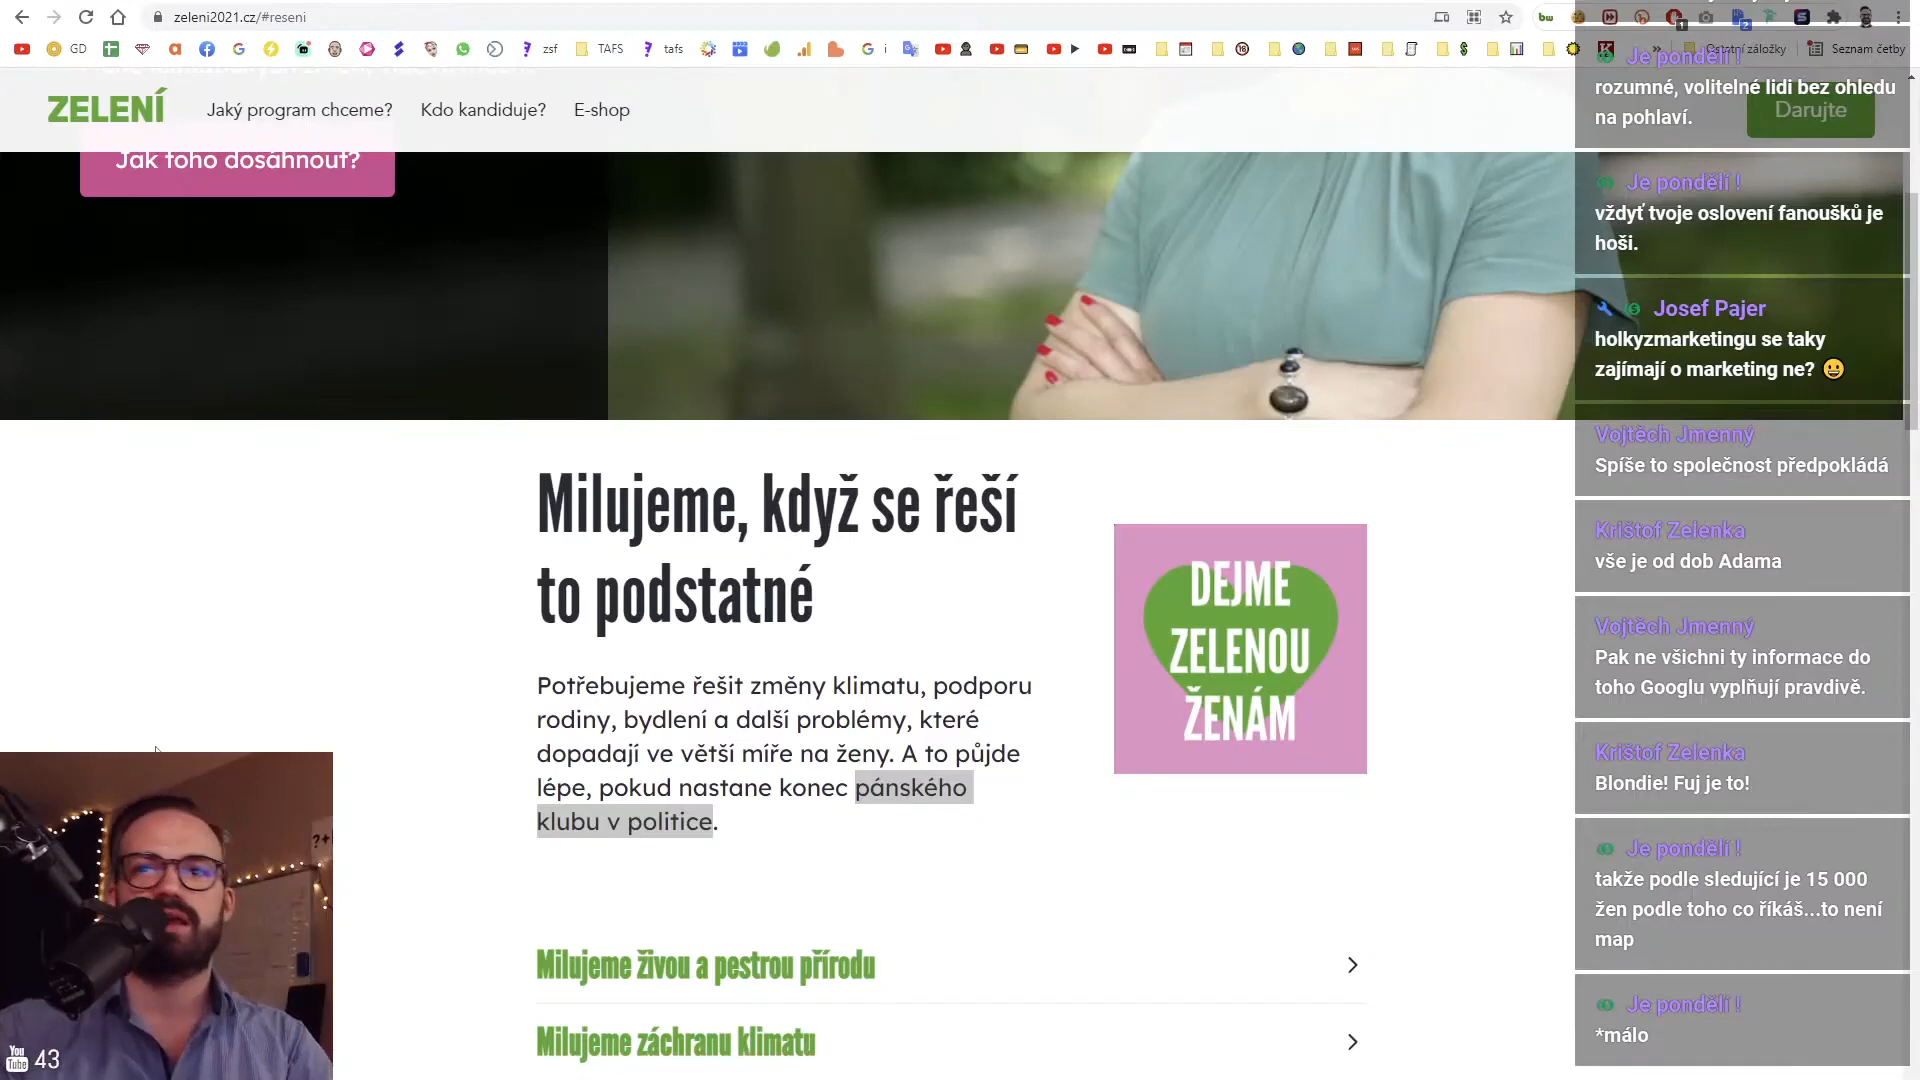 zeleni2021.cz/#reseni
GD
zsf
TAFS
tafs
Ostatní záložky
Seznam četby
ZELENÍ
Jaký program chceme?
Kdo kandiduje?
E-shop
Darujte
Jak toho dosáhnout?
Milujeme, když se řeší
to podstatné
Potřebujeme řešit změny klimatu, podporu
rodiny, bydlení a další problémy, které
dopadají ve větší míře na ženy. A to půjde
lépe, pokud nastane konec pánského
klubu v politice.
DEJME
ZELENOU
ŽENÁM
Milujeme živou a pestrou přírodu
Milujeme záchranu klimatu
You
Tube 43
Je pondělí !
rozumné, volitelné lidi bez ohledu
na pohlaví.
Je pondělí !
vždyť tvoje oslovení fanoušků je
hoši.
Josef Pajer
holkyzmarketingu se taky
zajímají o marketing ne? 😀
Vojtěch Jmenný
Spíše to společnost předpokládá
Krištof Zelenka
vše je od dob Adama
Vojtěch Jmenný
Pak ne všichni ty informace do
toho Googlu vyplňují pravdivě.
Krištof Zelenka
Blondie! Fuj je to!
Je pondělí !
takže podle sledující je 15 000
žen podle toho co říkáš...to není
map
Je pondělí !
*málo